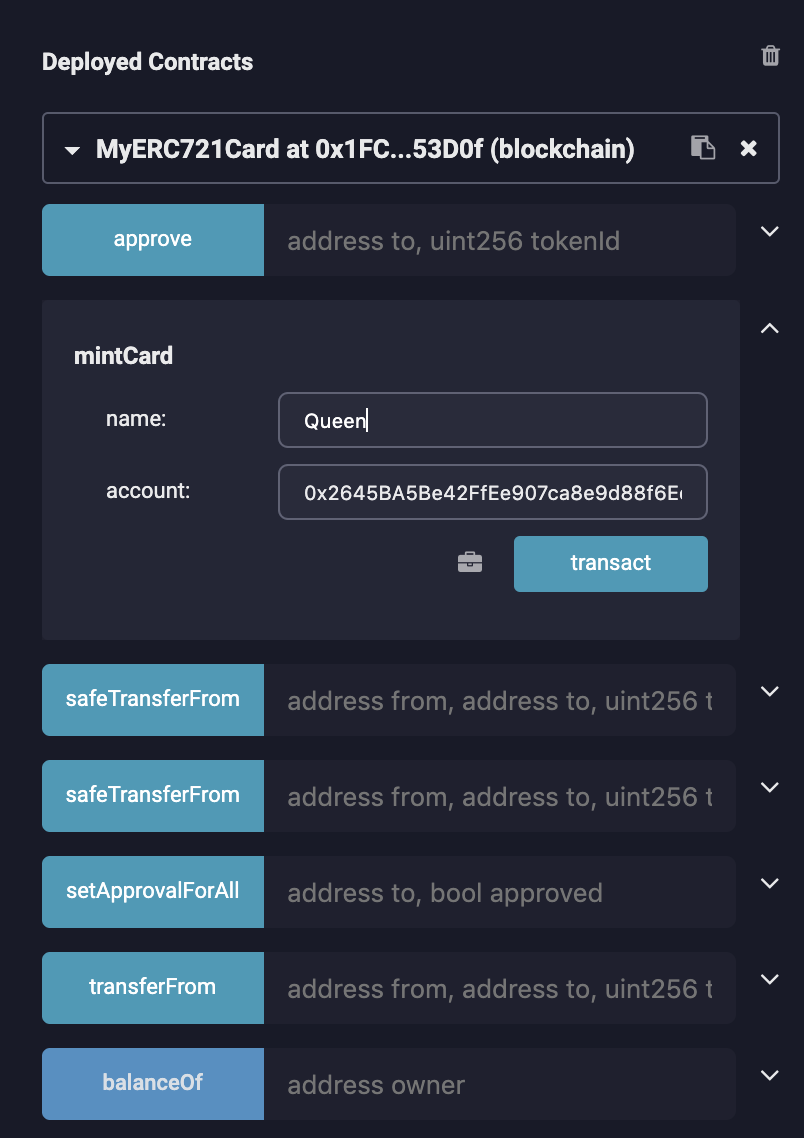 Deployed Contracts
MyERC721Card at 0x1FC...53D0f (blockchain)
approve address to, uint256 tokenId
mintCard
name: Queen
account: 0x2645BA5Be42FfEe907ca8e9d88f6E
transact
safeTransferFrom address from, address to, uint256 t
safeTransferFrom address from, address to, uint256 t
setApprovalForAll address to, bool approved
transferFrom address from, address to, uint256 t
balanceOf address owner